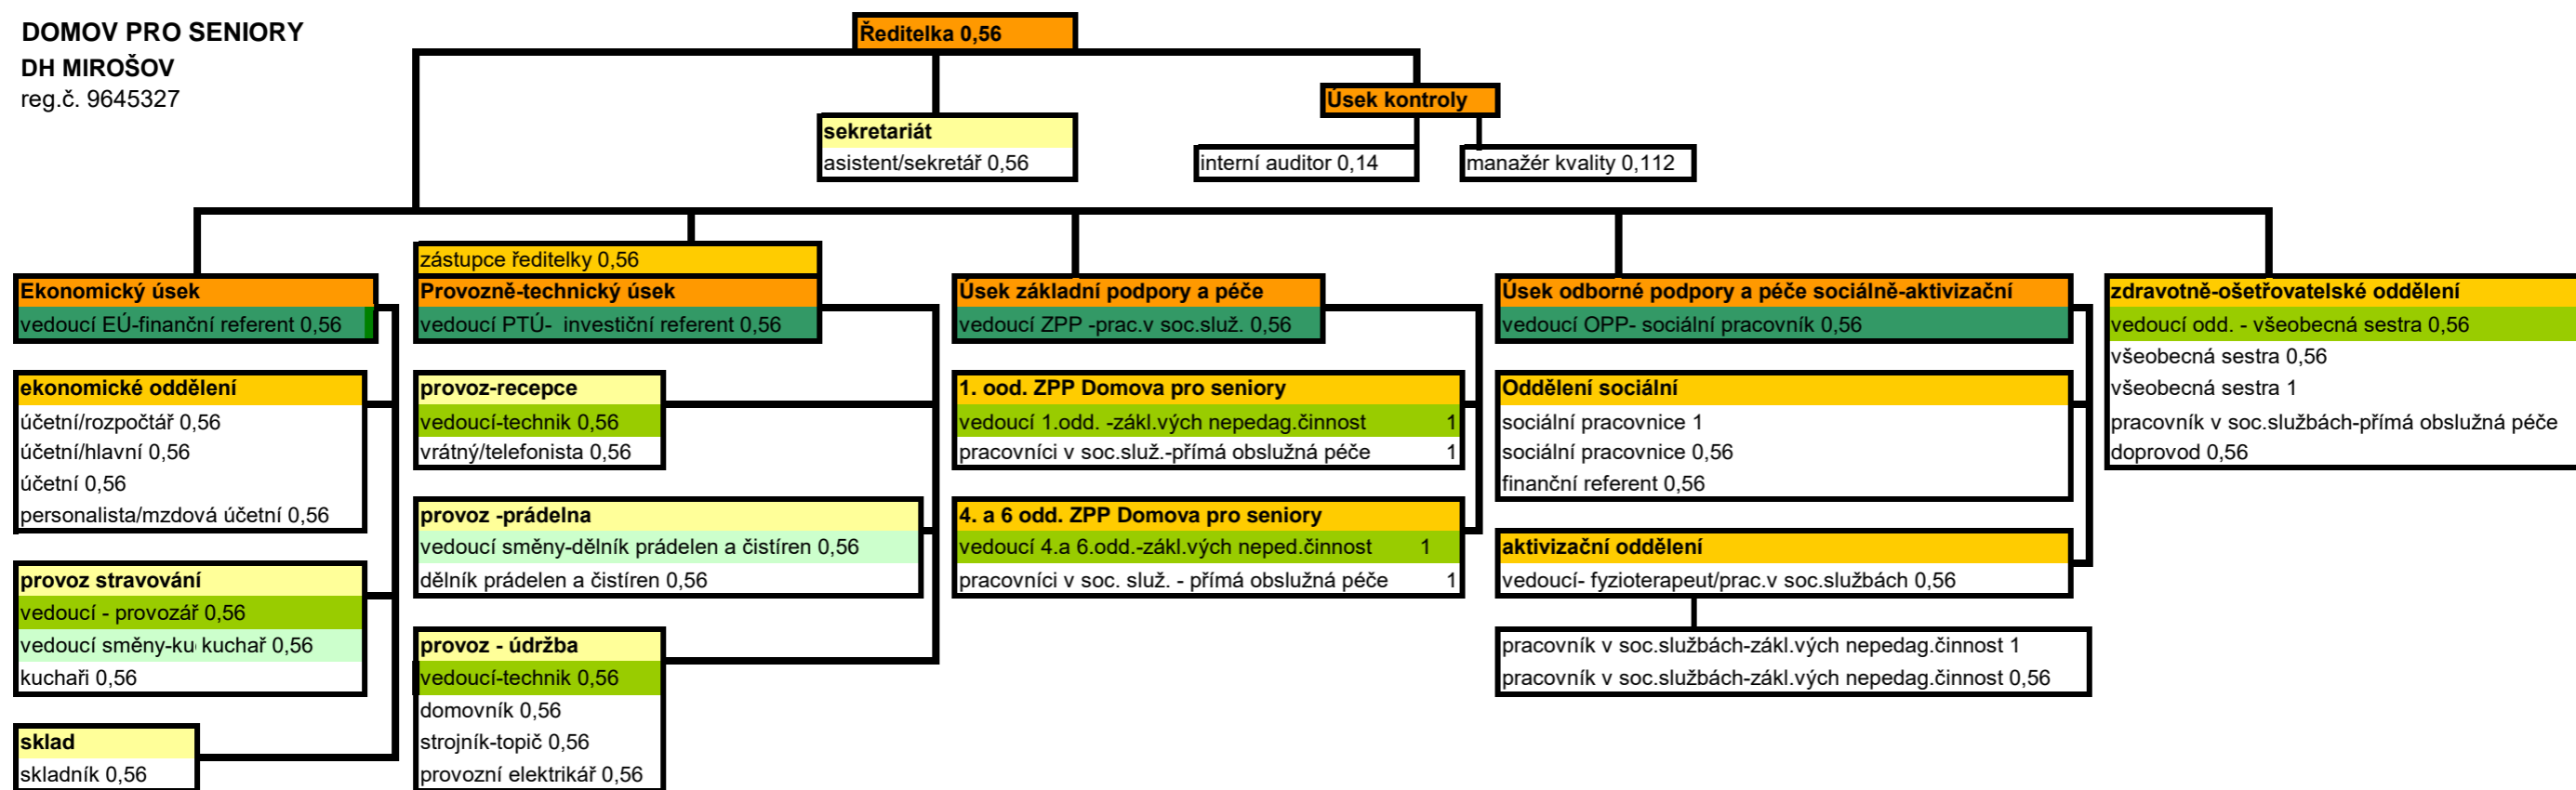 DOMOV PRO SENIORY
DH MIROŠOV
reg.č. 9645327
Ředitelka 0,56
Úsek kontroly
sekretariát
asistent/sekretář 0,56
interní auditor 0,14
manažér kvality 0,112
Ekonomický úsek
vedoucí EÚ-finanční referent 0,56
ekonomické oddělení
účetní/rozpočtář 0,56
účetní/hlavní 0,56
účetní 0,56
personalista/mzdová účetní 0,56
provoz stravování
vedoucí - provozář 0,56
vedoucí směny-ku kuchař 0,56
kuchaři 0,56
sklad
skladník 0,56
zástupce ředitelky 0,56
Provozně-technický úsek
vedoucí PTÚ- investiční referent 0,56
provoz-recepce
vedoucí-technik 0,56
vrátný/telefonista 0,56
provoz -prádelna
vedoucí směny-dělník prádelen a čistíren 0,56
dělník prádelen a čistíren 0,56
provoz - údržba
vedoucí-technik 0,56
domovník 0,56
strojník-topič 0,56
provozní elektrikář 0,56
Úsek základní podpory a péče
vedoucí ZPP -prac.v soc.služ. 0,56
1. ood. ZPP Domova pro seniory
vedoucí 1.odd. -zákl.vých nepedag.činnost 1
pracovníci v soc.služ.-přímá obslužná péče 1
4. a 6 odd. ZPP Domova pro seniory
vedoucí 4.a 6.odd.-zákl.vých neped.činnost 1
pracovníci v soc. služ. - přímá obslužná péče 1
Úsek odborné podpory a péče sociálně-aktivizační
vedoucí OPP- sociální pracovník 0,56
Oddělení sociální
sociální pracovnice 1
sociální pracovnice 0,56
finanční referent 0,56
aktivizační oddělení
vedoucí- fyzioterapeut/prac.v soc.službách 0,56
pracovník v soc.službách-zákl.vých nepedag.činnost 1
pracovník v soc.službách-zákl.vých nepedag.činnost 0,56
zdravotně-ošetřovatelské oddělení
vedoucí odd. - všeobecná sestra 0,56
všeobecná sestra 0,56
všeobecná sestra 1
pracovník v soc.službách-přímá obslužná péče
doprovod 0,56